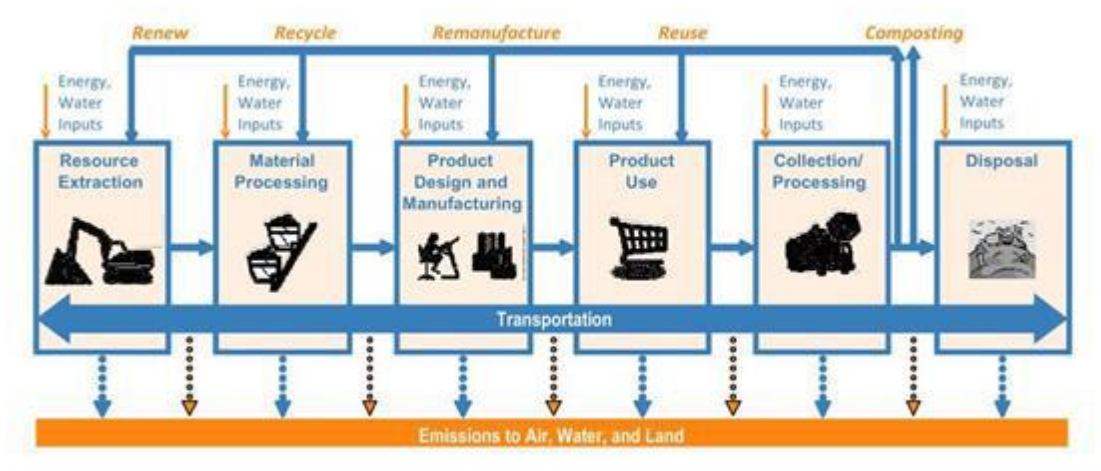 Renew
Recycle
Remanufacture
Reuse
Composting
Energy,
Water
Inputs
Energy,
Water
Inputs
Energy,
Water
Inputs
Energy,
Water
Inputs
Energy,
Water
Inputs
Energy,
Water
Inputs
Resource
Extraction
Material
Processing
Product
Design and
Manufacturing
Product
Use
Collection/
Processing
Disposal
Transportation
Emissions to Air, Water, and Land